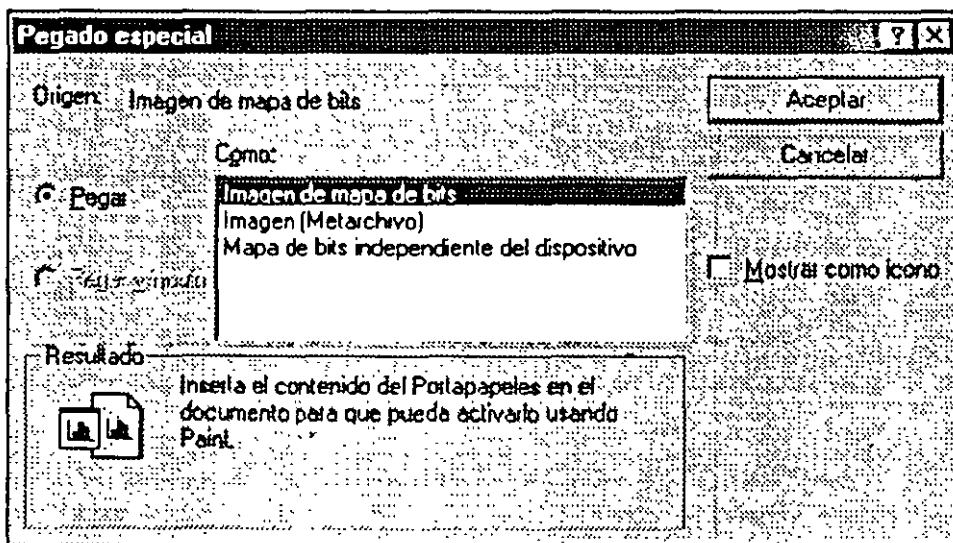 Pegado especial
Origen: Imagen de mapa de bits
Aceptar
Como:
Cancelar
Pegar
Imagen de mapa de bits
Imagen (Metarchivo)
Mapa de bits independiente del dispositivo
Mostrar como icono
Resultado
Inserta el contenido del Portapapeles en el
documento para que pueda activarlo usando
Paint.